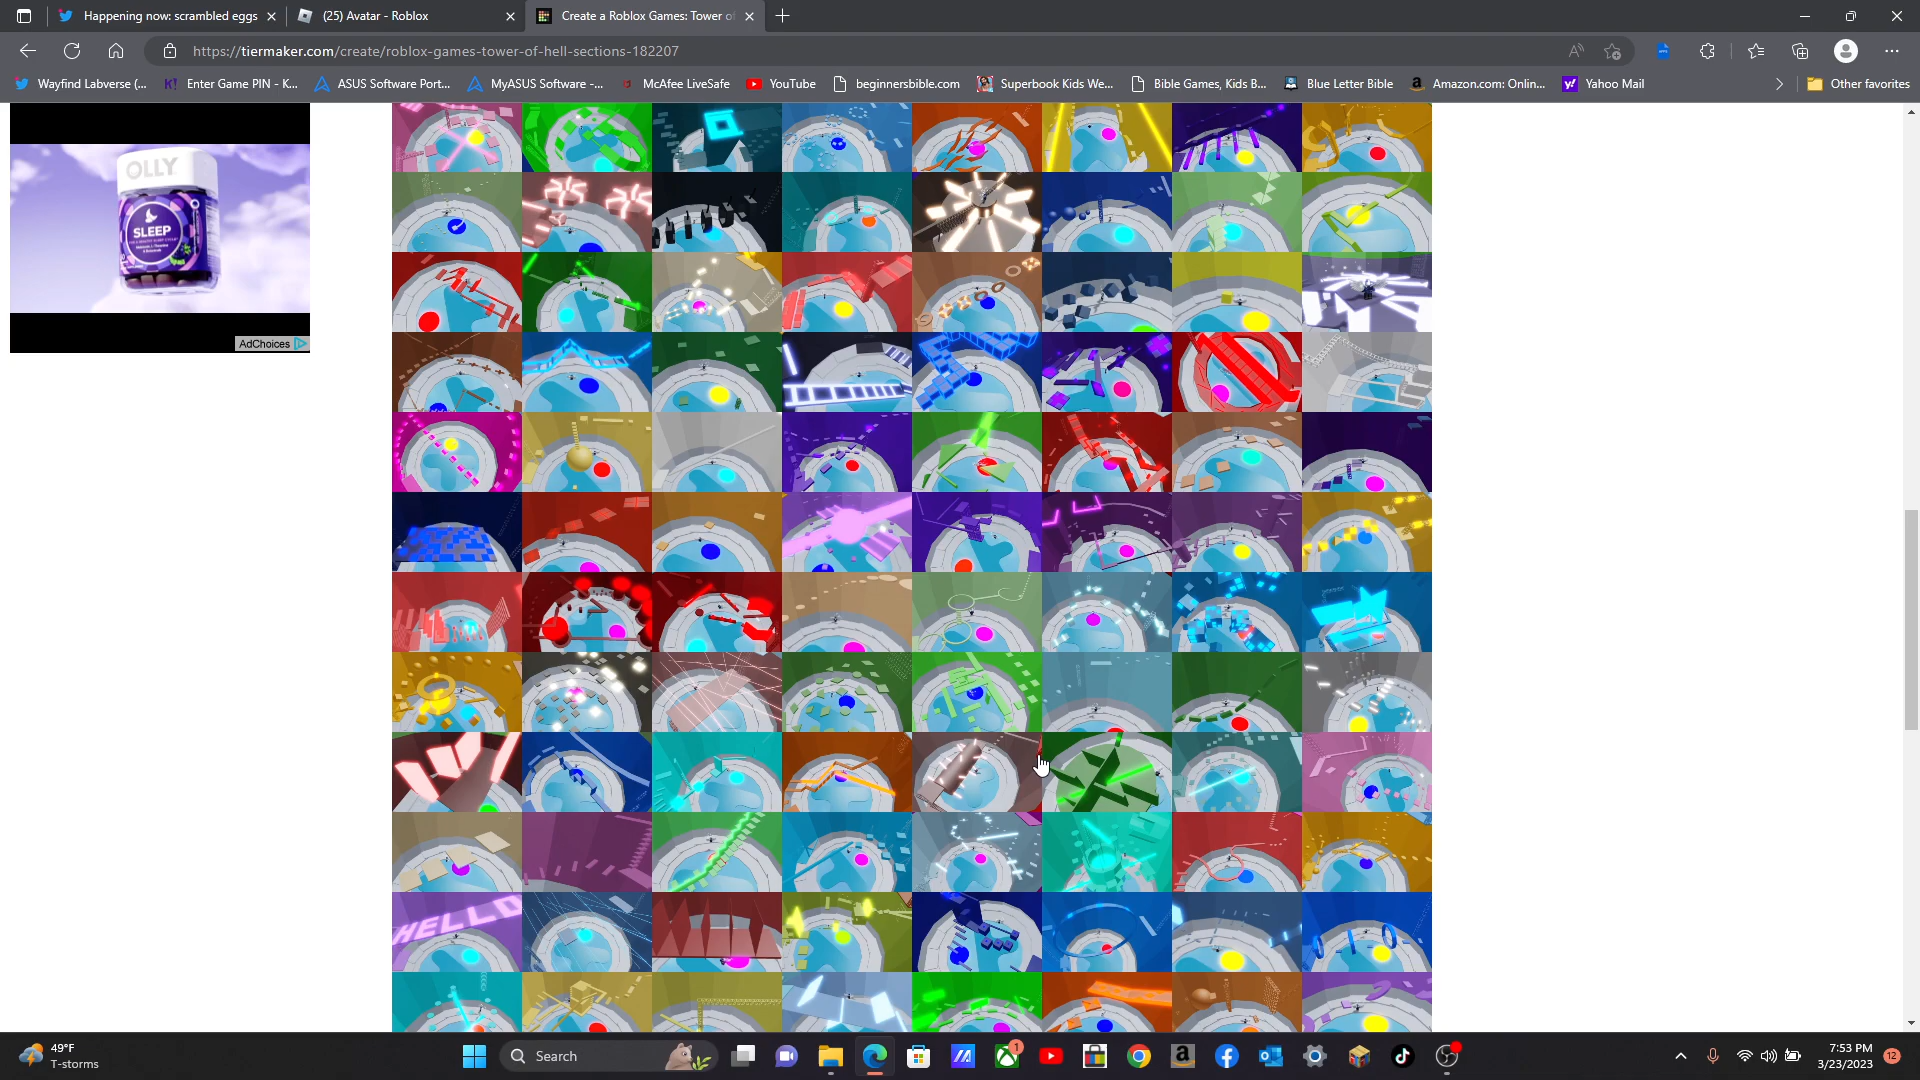 Happening now: scrambled eggs
(25) Avatar - Roblox
Create a Roblox Games: Tower of
https://tiermaker.com/create/roblox-games-tower-of-hell-sections-182207
Wayfind Labverse (...
Enter Game PIN - K...
ASUS Software Port...
MyASUS Software -...
McAfee LiveSafe
YouTube
beginnersbible.com
Superbook Kids We...
Bible Games, Kids B...
Blue Letter Bible
Amazon.com: Onlin...
Yahoo Mail
Other favorites
OLLY
SLEEP
AdChoices
HELLO
49°F
T-storms
Search
1
7:53 PM
3/23/2023
12